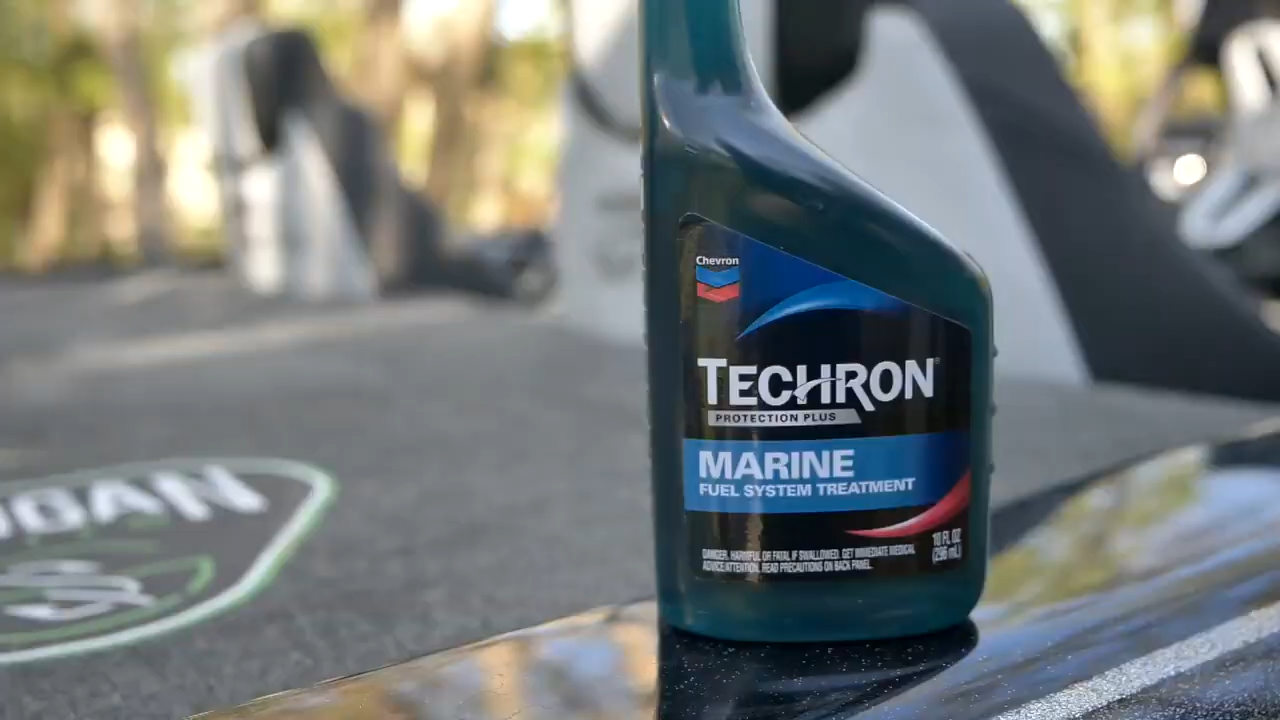 Chevron
TECHRON®
PROTECTION PLUS
MARINE
FUEL SYSTEM TREATMENT
DANGER. HARMFUL OR FATAL IF SWALLOWED. GET IMMEDIATE MEDICAL
ADVICE/ATTENTION. READ PRECAUTIONS ON BACK PANEL.
10 FL OZ
(296 mL)